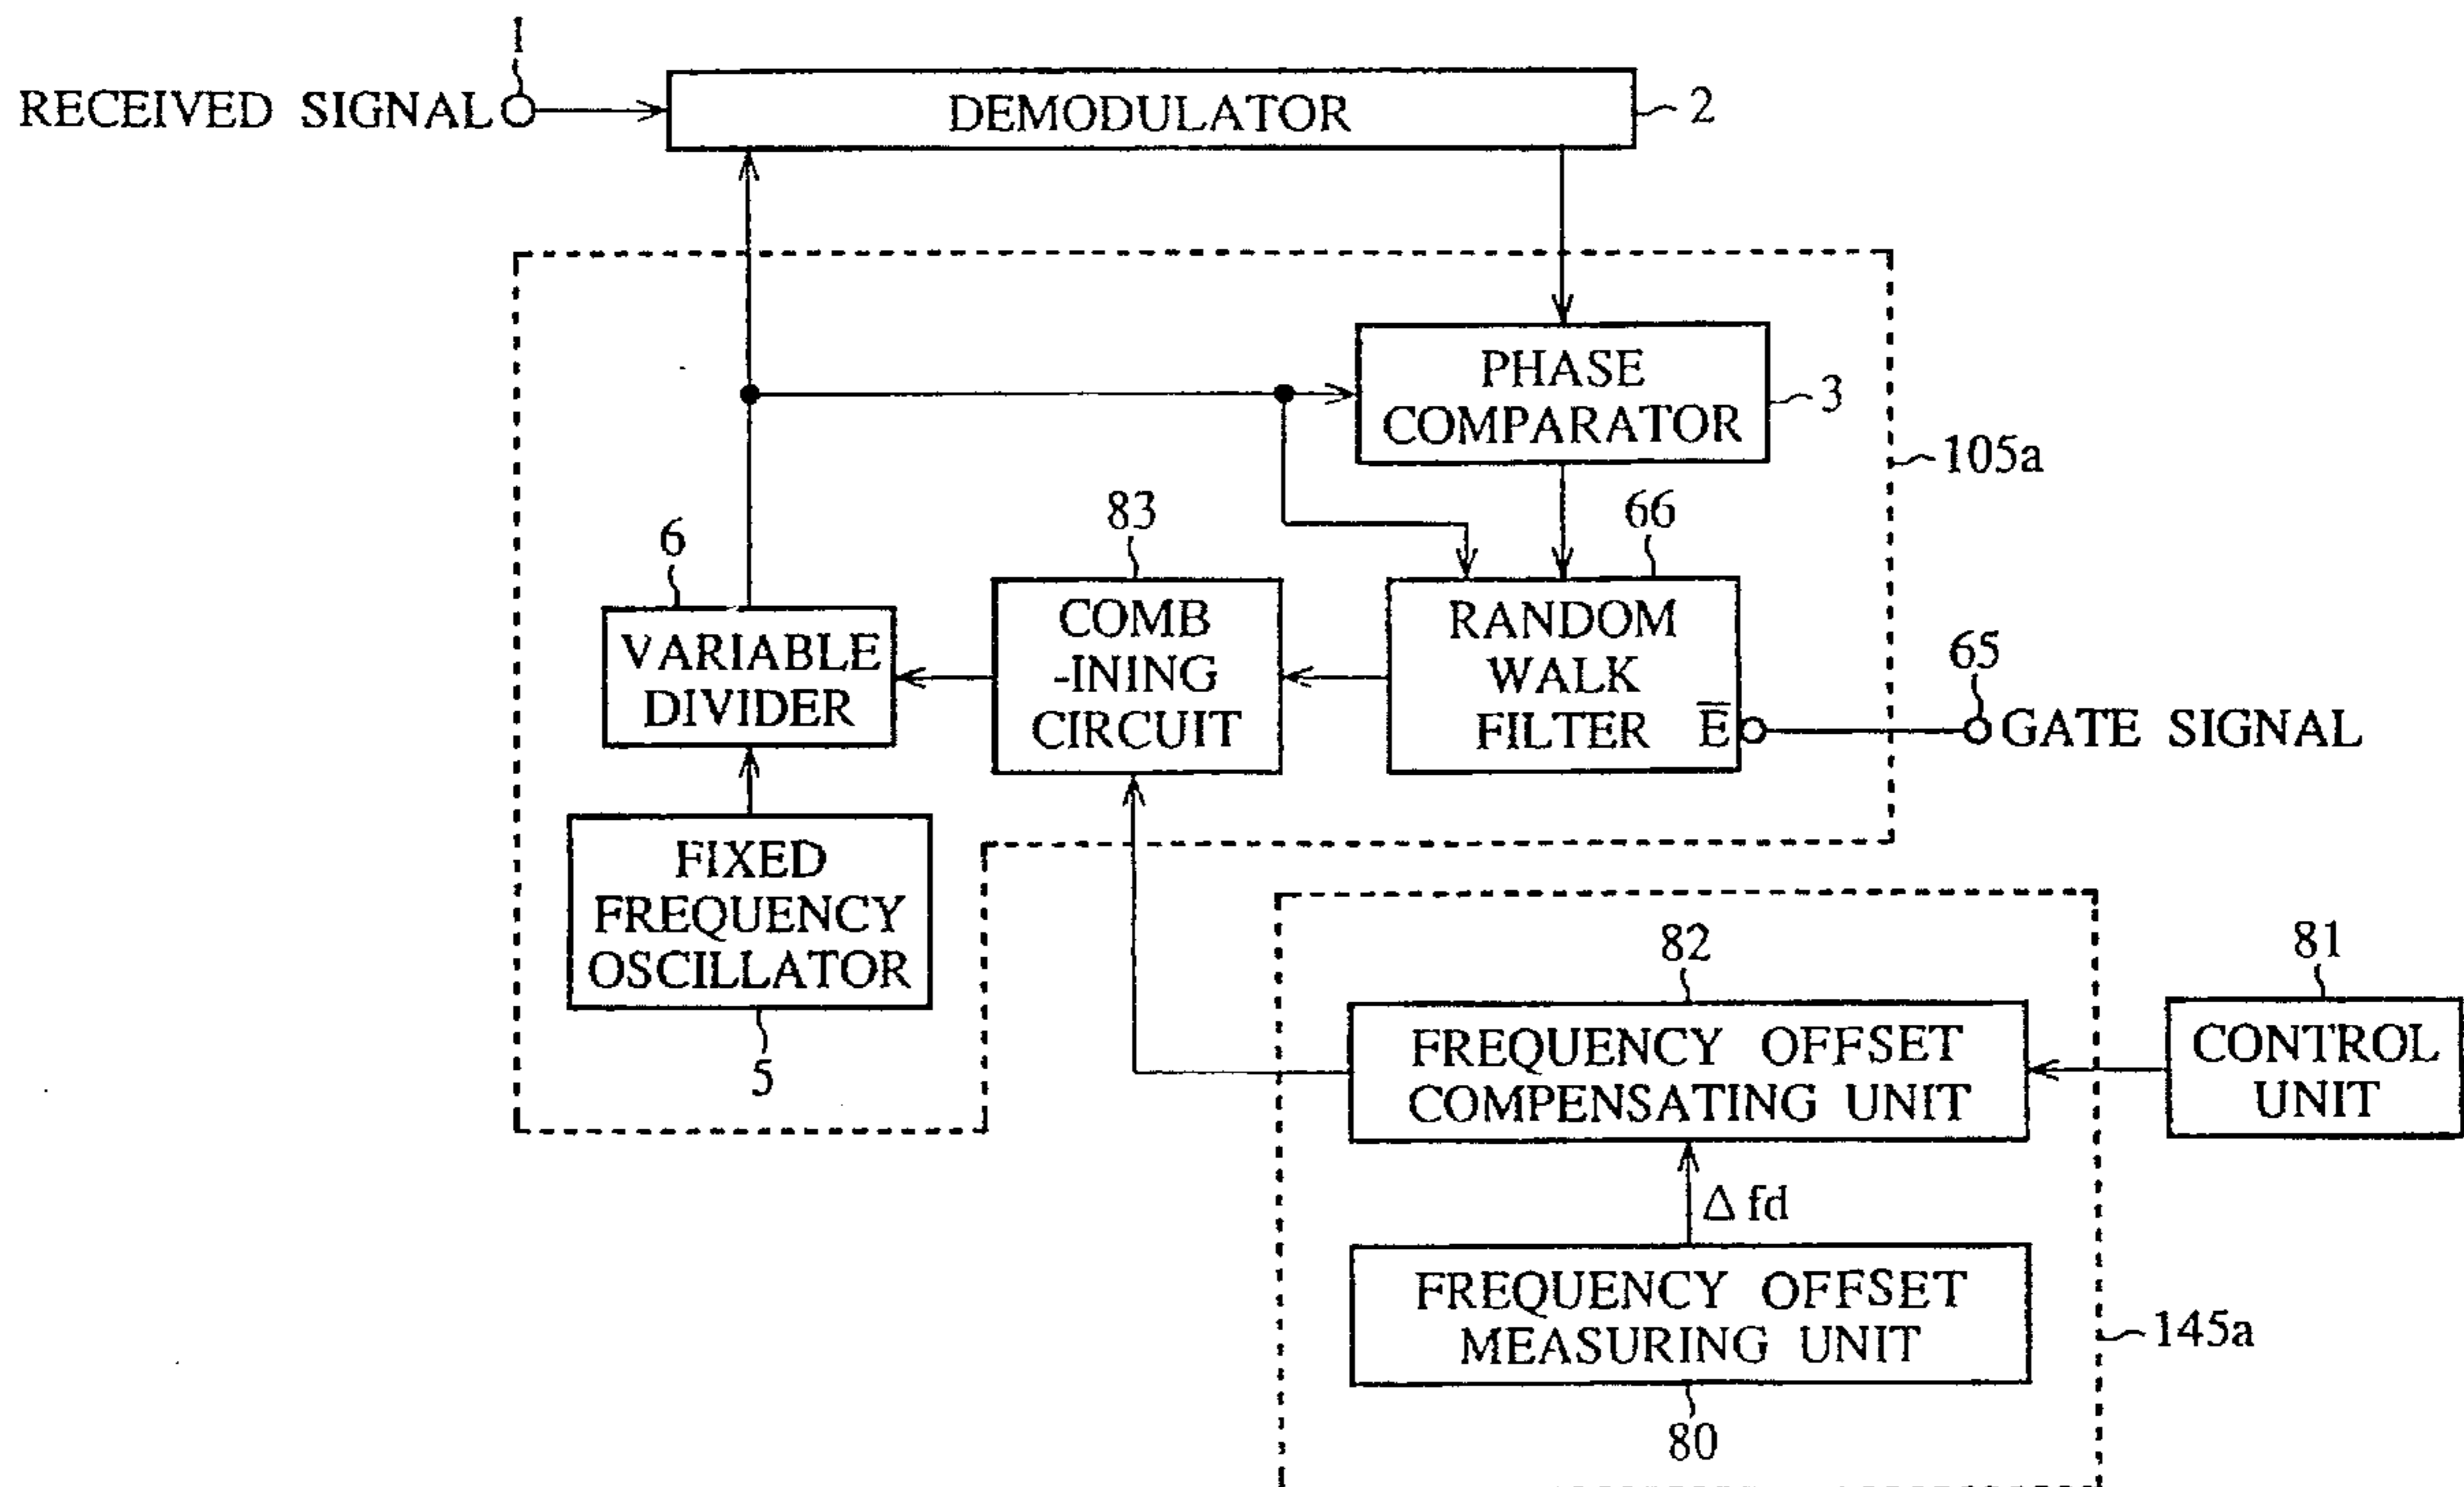 1
RECEIVED SIGNAL
DEMODULATOR
2
PHASE
COMPARATOR
3
105a
6
83
66
VARIABLE
DIVIDER
COMB
-INING
CIRCUIT
RANDOM
WALK
FILTER
E̅
65
GATE SIGNAL
FIXED
FREQUENCY
OSCILLATOR
5
82
81
FREQUENCY OFFSET
COMPENSATING UNIT
CONTROL
UNIT
Δ fd
FREQUENCY OFFSET
MEASURING UNIT
145a
80